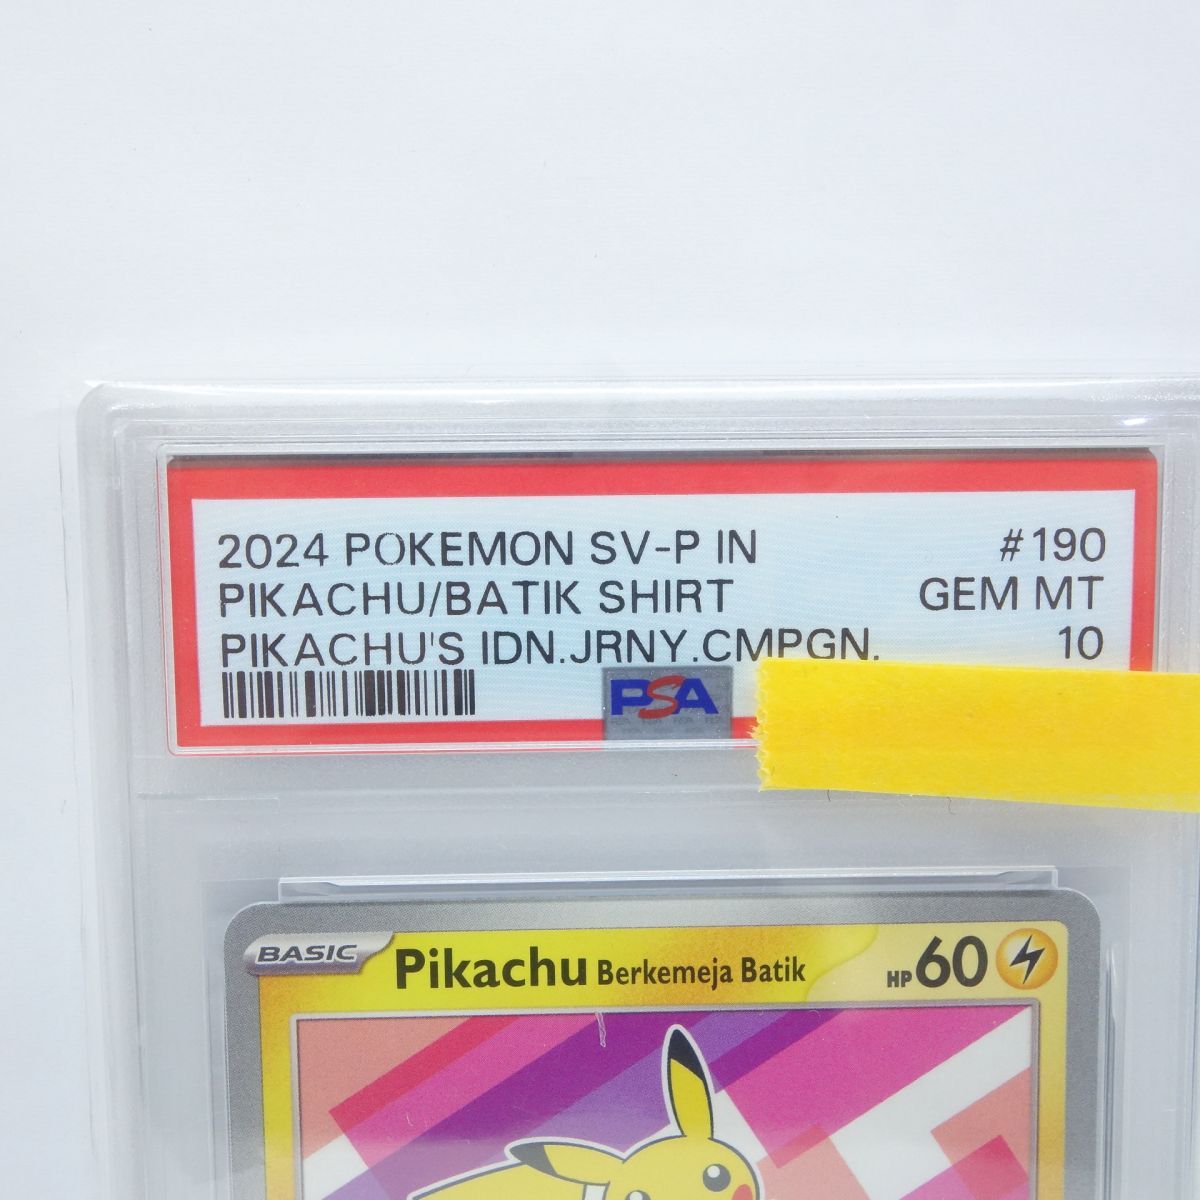 2024 POKEMON SV-P IN #190
PIKACHU/BATIK SHIRT GEM MT
PIKACHU'S IDN.JRNY.CMPGN. 10
PSA
BASIC Pikachu Berkemeja Batik HP 60